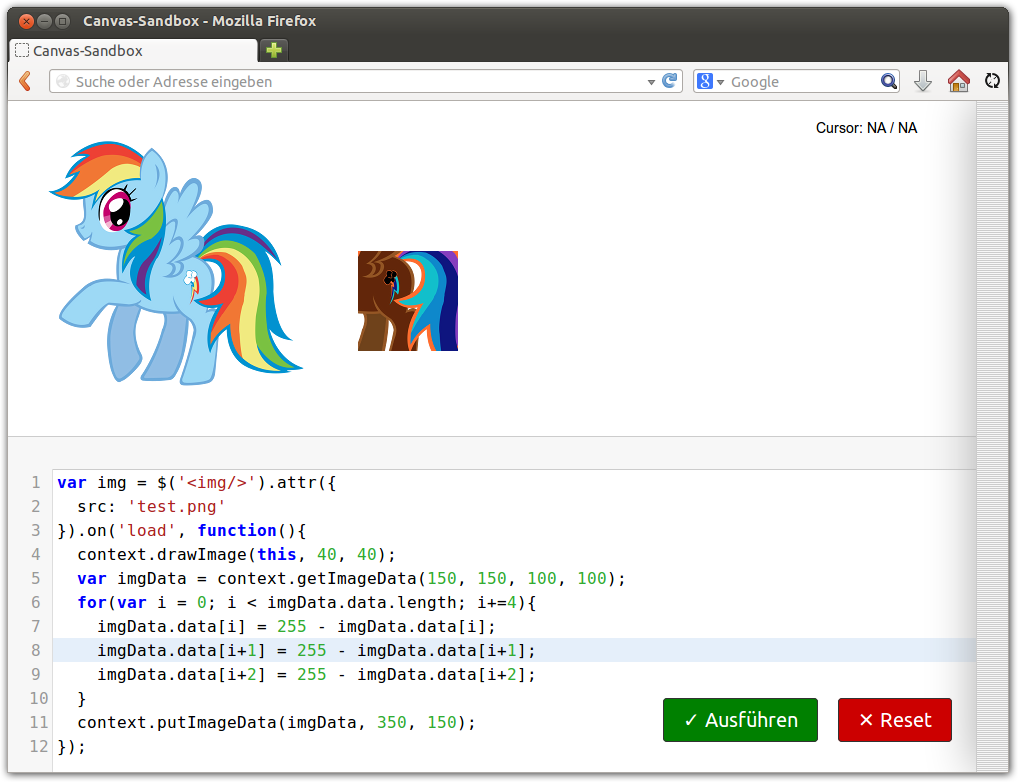 Canvas-Sandbox - Mozilla Firefox
Canvas-Sandbox
Suche oder Adresse eingeben
8 Google
Cursor: NA / NA
1 var img = $('<img/>').attr({
2   src: 'test.png'
3 }).on('load', function(){
4   context.drawImage(this, 40, 40);
5   var imgData = context.getImageData(150, 150, 100, 100);
6   for(var i = 0; i < imgData.data.length; i+=4){
7     imgData.data[i] = 255 - imgData.data[i];
8     imgData.data[i+1] = 255 - imgData.data[i+1];
9     imgData.data[i+2] = 255 - imgData.data[i+2];
10   }
11   context.putImageData(imgData, 350, 150);
12 });
✓ Ausführen
✕ Reset